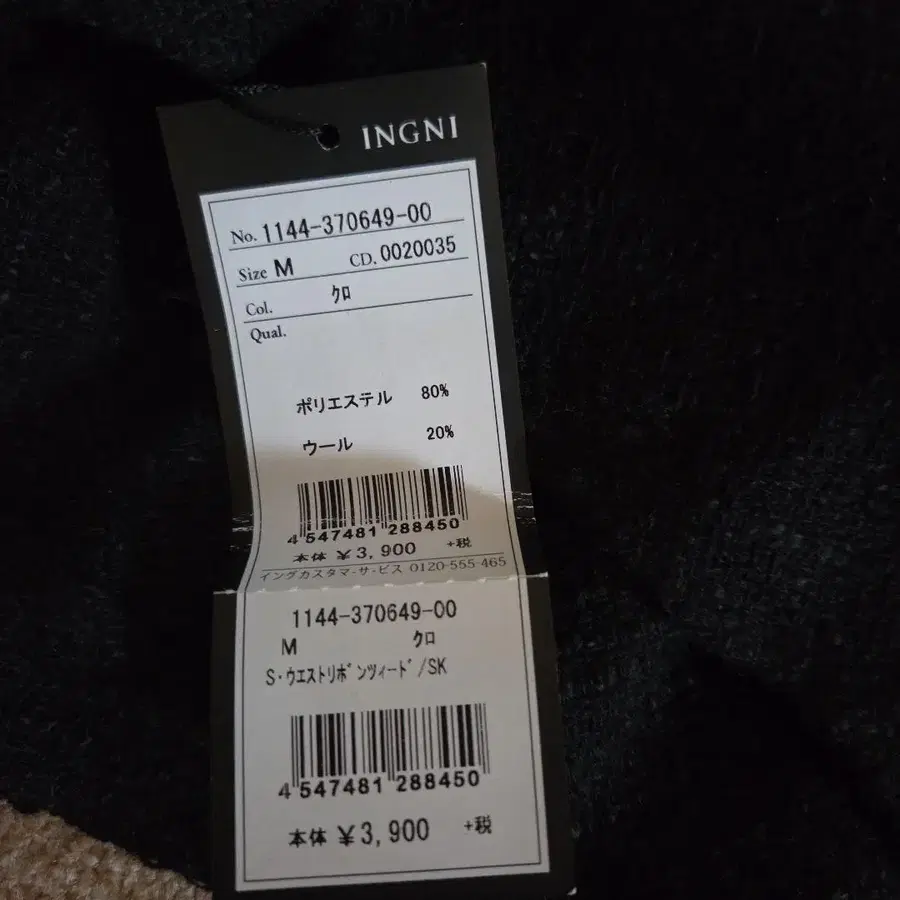 INGNI
No. 1144-370649-00
Size M CD. 0020035
Col. ｸﾛ
Qual.
ポリエステル 80%
ウール 20%
4 547481 288450
本体 ¥3,900 +税
イングカスタマ-サ-ビス 0120-555-465
1144-370649-00
M ｸﾛ
S･ｳｴｽﾄﾘﾎﾞﾝﾂｨｰﾄﾞ/SK
4 547481 288450
本体 ¥3,900 +税